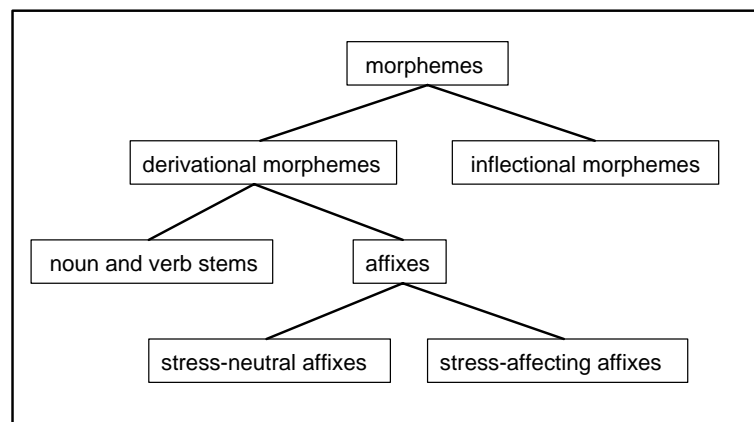 morphemes
derivational morphemes
inflectional morphemes
noun and verb stems
affixes
stress-neutral affixes
stress-affecting affixes